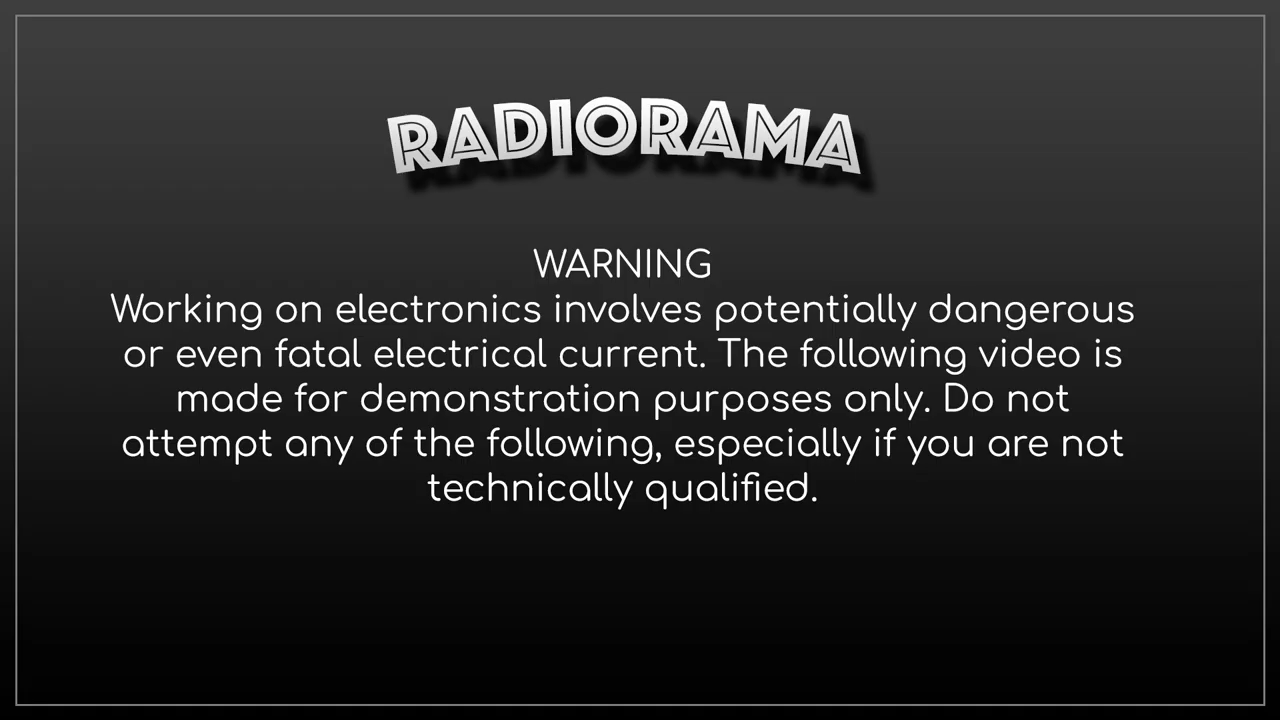 RADIORAMA
WARNING
Working on electronics involves potentially dangerous
or even fatal electrical current. The following video is
made for demonstration purposes only. Do not
attempt any of the following, especially if you are not
technically qualified.